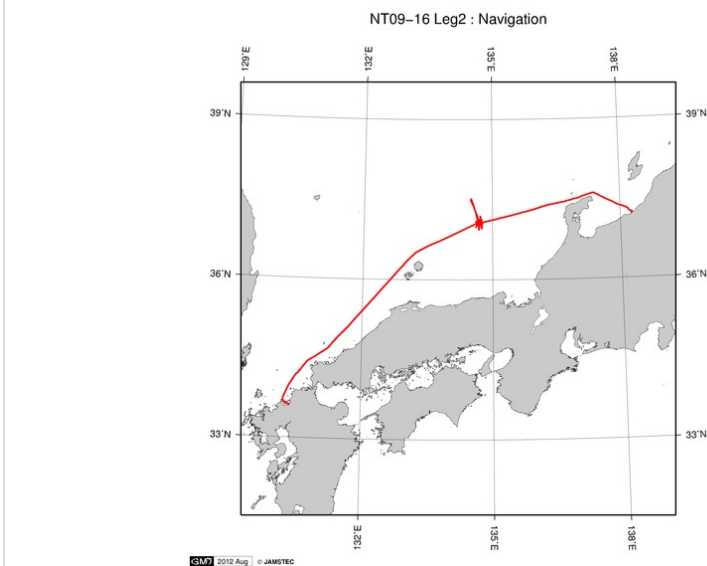 NT09−16 Leg2 : Navigation
129˚E
132˚E
135˚E
138˚E
39˚N
39˚N
36˚N
36˚N
33˚N
33˚N
132˚E
135˚E
138˚E
GMD 2012 Aug © JAMSTEC